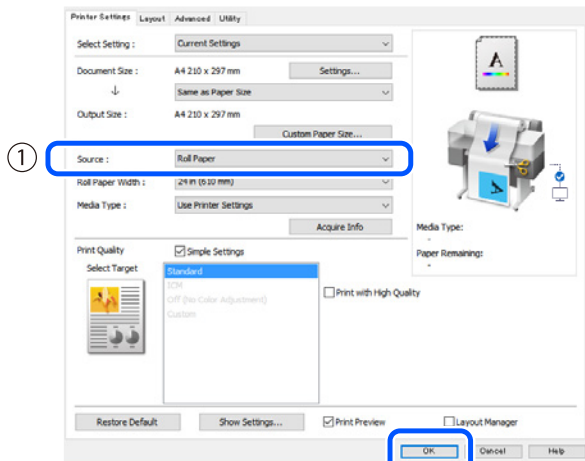 Printer Settings Layout Advanced Utility
Select Setting : Current Settings
Document Size : A4 210 x 297 mm Settings...
↓ Same as Paper Size
Output Size : A4 210 x 297 mm
Custom Paper Size...
① Source : Roll Paper
Roll Paper Width : 24 in (610 mm)
Media Type : Use Printer Settings
Acquire Info
Media Type:
-
Paper Remaining:
-
Print Quality Simple Settings
Select Target
Standard
ICM
Off (No Color Adjustment)
Custom
Print with High Quality
Restore Default Show Settings... Print Preview Layout Manager
OK Cancel Help
A
A